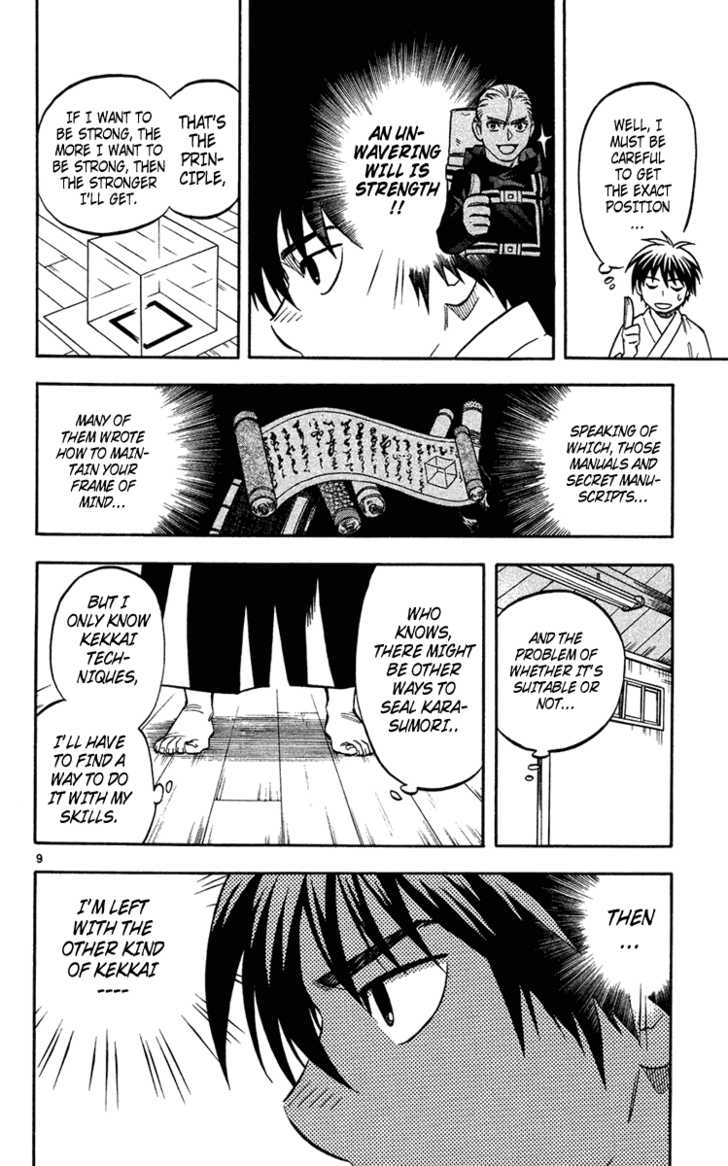 WELL, I
MUST BE
CAREFUL
TO GET
THE EXACT
POSITION
...
AN UN-
WAVERING
WILL IS
STRENGTH
!!
THAT'S
THE
PRIN-
CIPLE,
IF I WANT TO
BE STRONG, THE
MORE I WANT TO
BE STRONG, THEN
THE STRONGER
I'LL GET.
SPEAKING
OF
WHICH, THOSE
MANUALS AND
SECRET MANU-
SCRIPTS...
MANY OF
THEM WROTE
HOW TO MAIN-
TAIN YOUR
FRAME OF
MIND...
AND THE
PROBLEM OF
WHETHER IT'S
SUITABLE OR
NOT...
WHO
KNOWS,
THERE MIGHT
BE OTHER
WAYS TO
SEAL KARA-
SUMORI..
BUT I
ONLY KNOW
KEKKAI
TECH-
NIQUES,
I'LL HAVE
TO FIND
A WAY TO DO
IT WITH MY
SKILLS.
9
THEN
...
I'M LEFT
WITH THE
OTHER KIND
OF KEKKAI
----